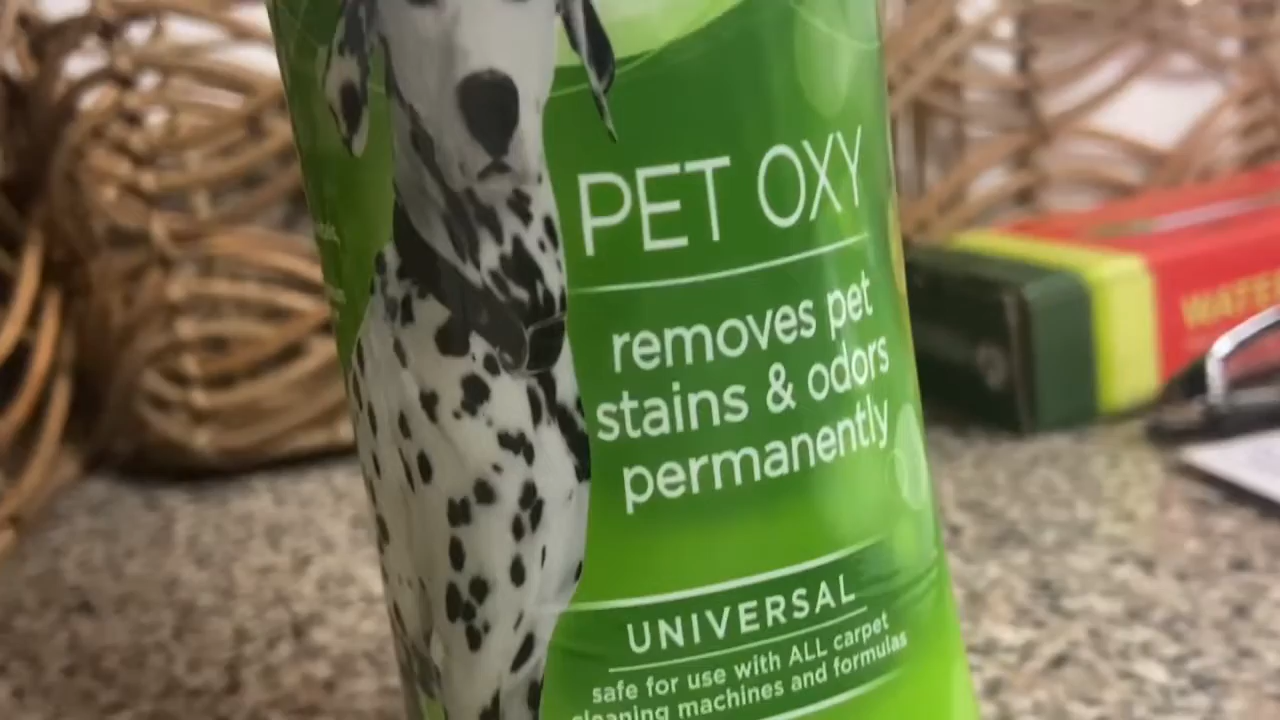 PET OXY
removes pet
stains & odors
permanently
UNIVERSAL
safe for use with ALL carpet
cleaning machines and formulas